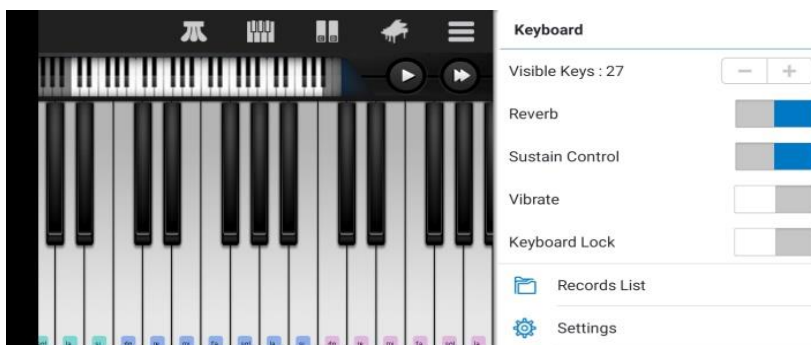 Keyboard
Visible Keys : 27
Reverb
Sustain Control
Vibrate
Keyboard Lock
Records List
Settings